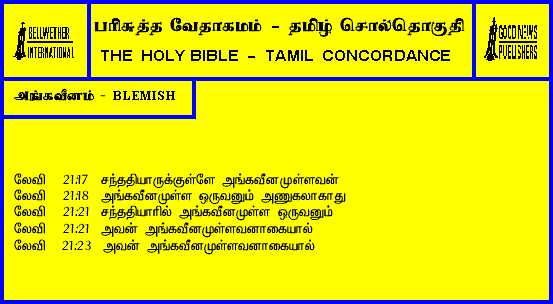 BELLWETHER
INTERNATIONAL
பரிசுத்த வேதாகமம் - தமிழ் சொல்தொகுதி
THE HOLY BIBLE - TAMIL CONCORDANCE
GOOD NEWS
PUBLISHERS
அங்கவீனம் - BLEMISH
லேவி 21:17 சந்ததியாருக்குள்ளே அங்கவீனமுள்ளவன்
லேவி 21:18 அங்கவீனமுள்ள ஒருவனும் அணுகலாகாது
லேவி 21:21 சந்ததியாரில் அங்கவீனமுள்ள ஒருவனும்
லேவி 21:21 அவன் அங்கவீனமுள்ளவனாகையால்
லேவி 21:23 அவன் அங்கவீனமுள்ளவனாகையால்